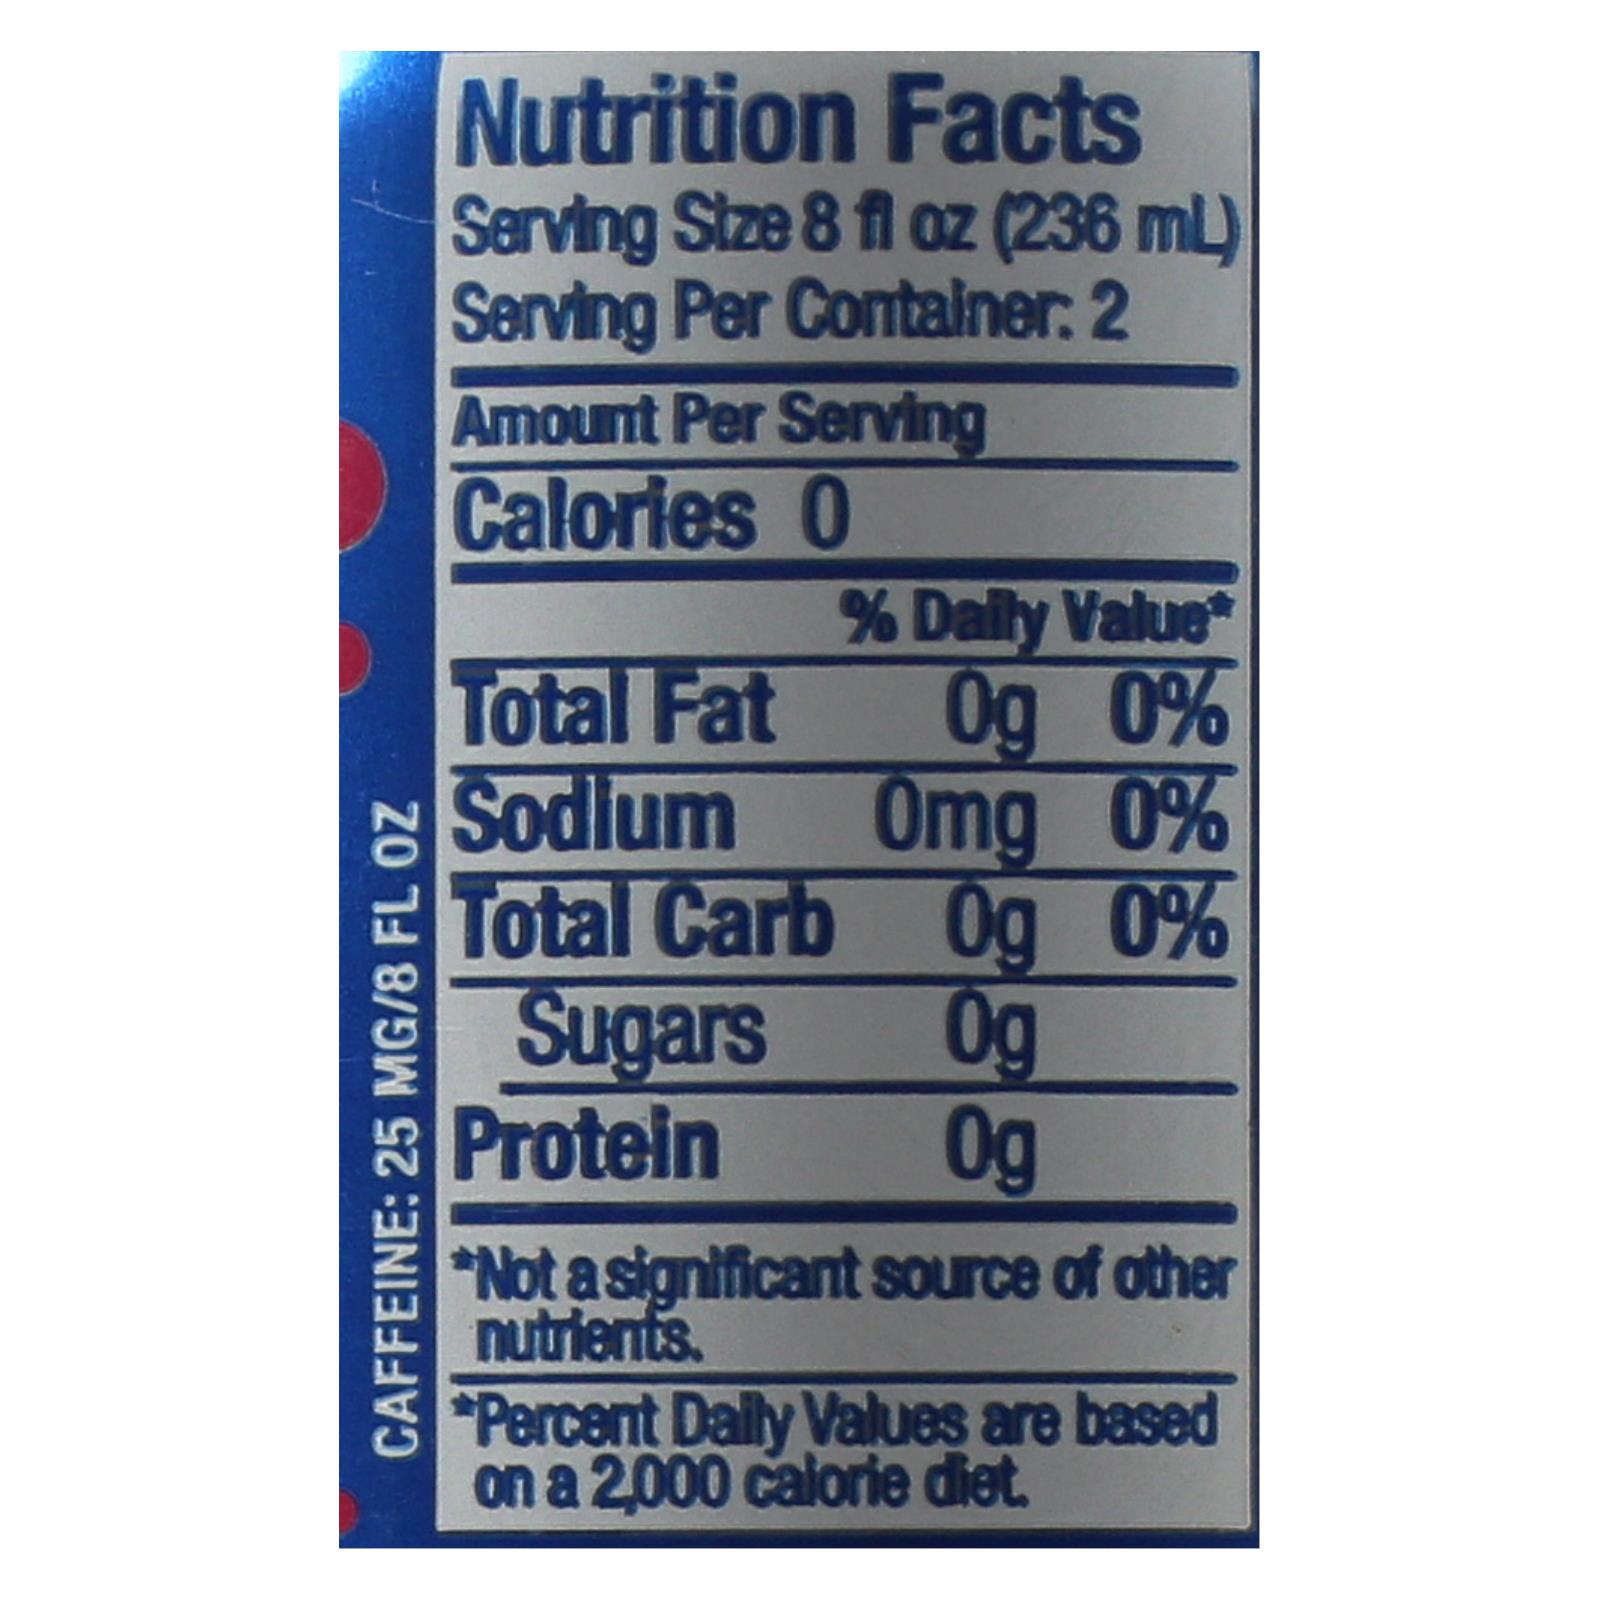 Nutrition Facts
Serving Size 8 fl oz (236 mL)
Serving Per Container: 2
Amount Per Serving
Calories 0
% Daily Value*
Total Fat 0g 0%
Sodium 0mg 0%
Total Carb 0g 0%
Sugars 0g
Protein 0g
*Not a significant source of other
nutrients.
*Percent Daily Values are based
on a 2,000 calorie diet.
CAFFEINE: 25 MG/8 FL OZ